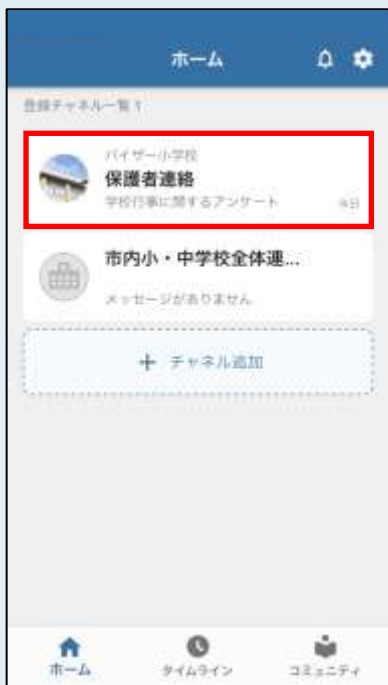 ホーム
登録チャネル一覧 1
バイザー小学校
保護者連絡
学校行事に関するアンケート
今日
市内小・中学校全体連...
メッセージがありません
+ チャネル追加
ホーム
タイムライン
コミュニティ